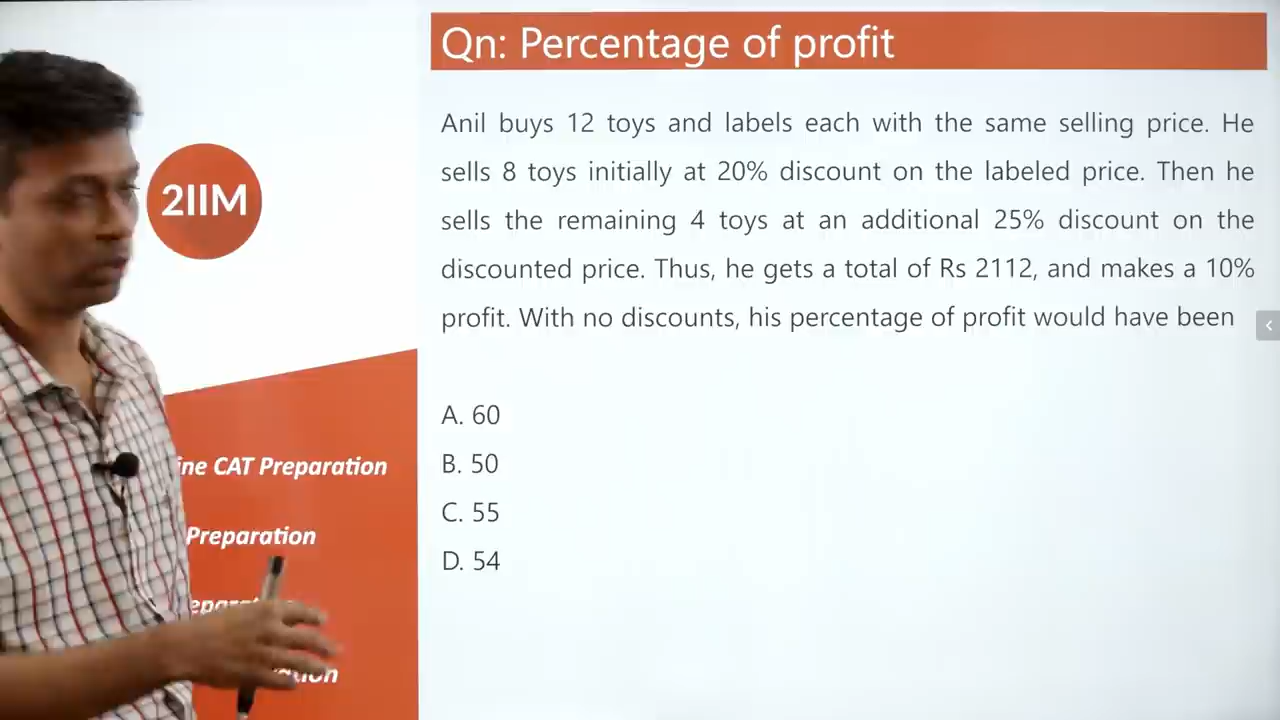 Qn: Percentage of profit
Anil buys 12 toys and labels each with the same selling price. He
sells 8 toys initially at 20% discount on the labeled price. Then he
sells the remaining 4 toys at an additional 25% discount on the
discounted price. Thus, he gets a total of Rs 2112, and makes a 10%
profit. With no discounts, his percentage of profit would have been
A. 60
B. 50
C. 55
D. 54
2IIM
CAT Preparation
Preparation